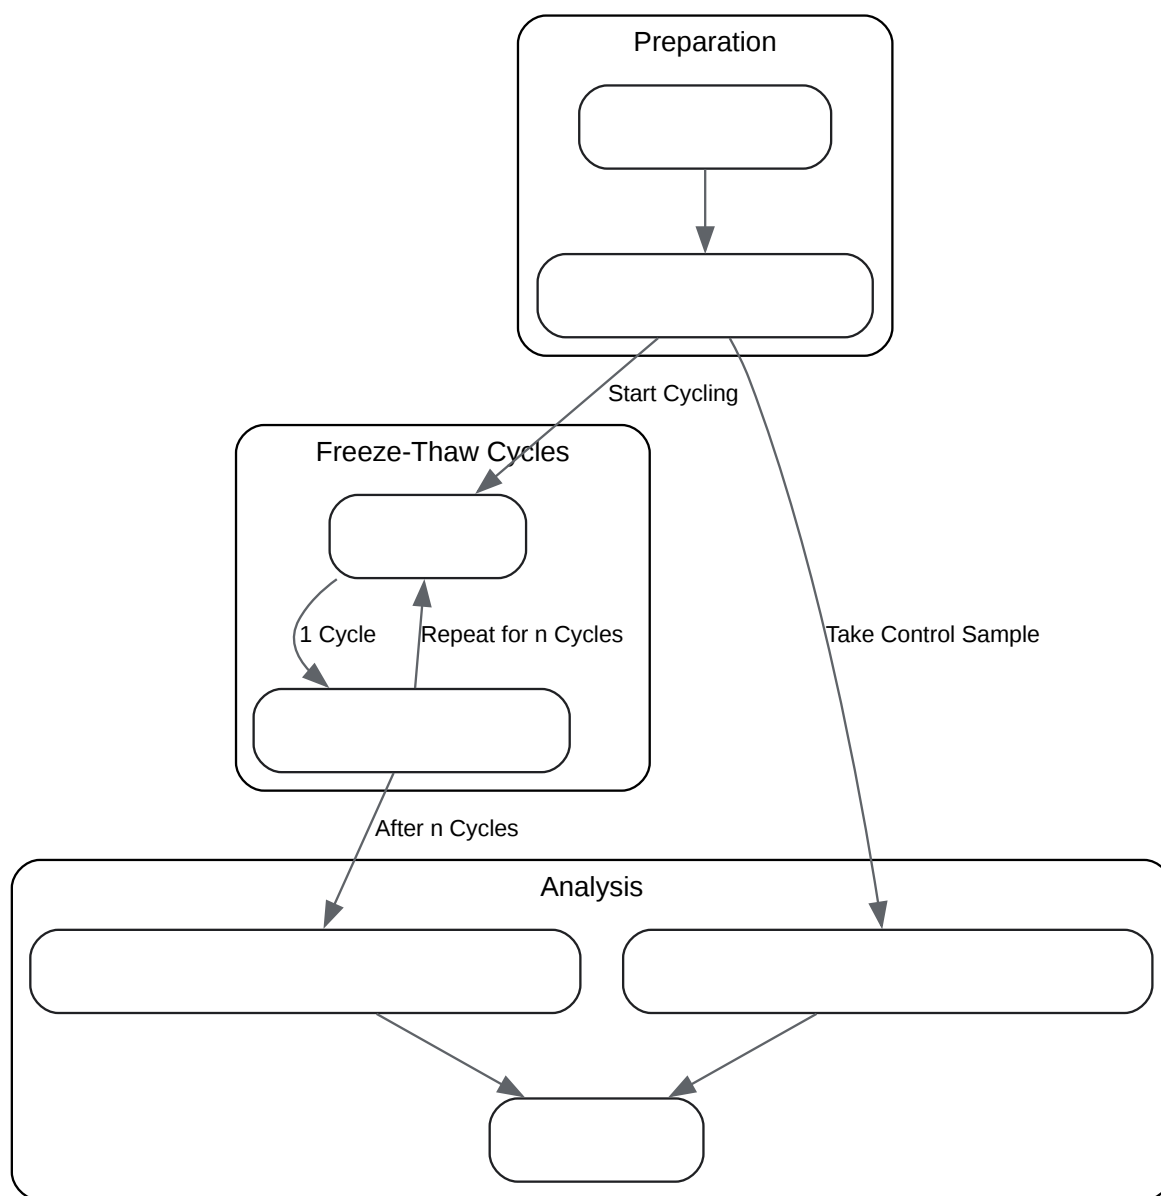 Preparation
Start Cycling
Freeze-Thaw Cycles
1 Cycle
Repeat for n Cycles
Take Control Sample
After n Cycles
Analysis